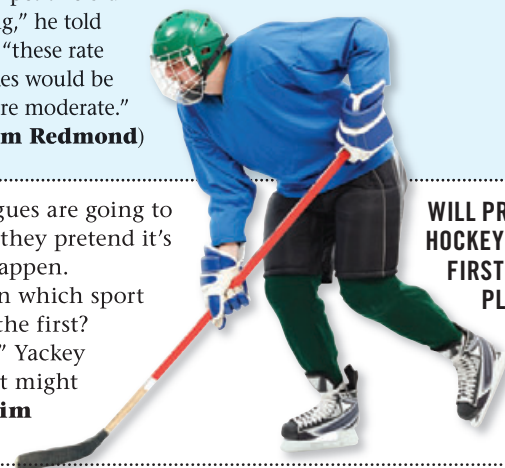 g,” he told
“these rate
es would be
re moderate.”
m Redmond)
gues are going to
they pretend it’s
appen.
n which sport
the first?
” Yackey
t might
im
WILL PR
HOCKEY
FIRST
PL